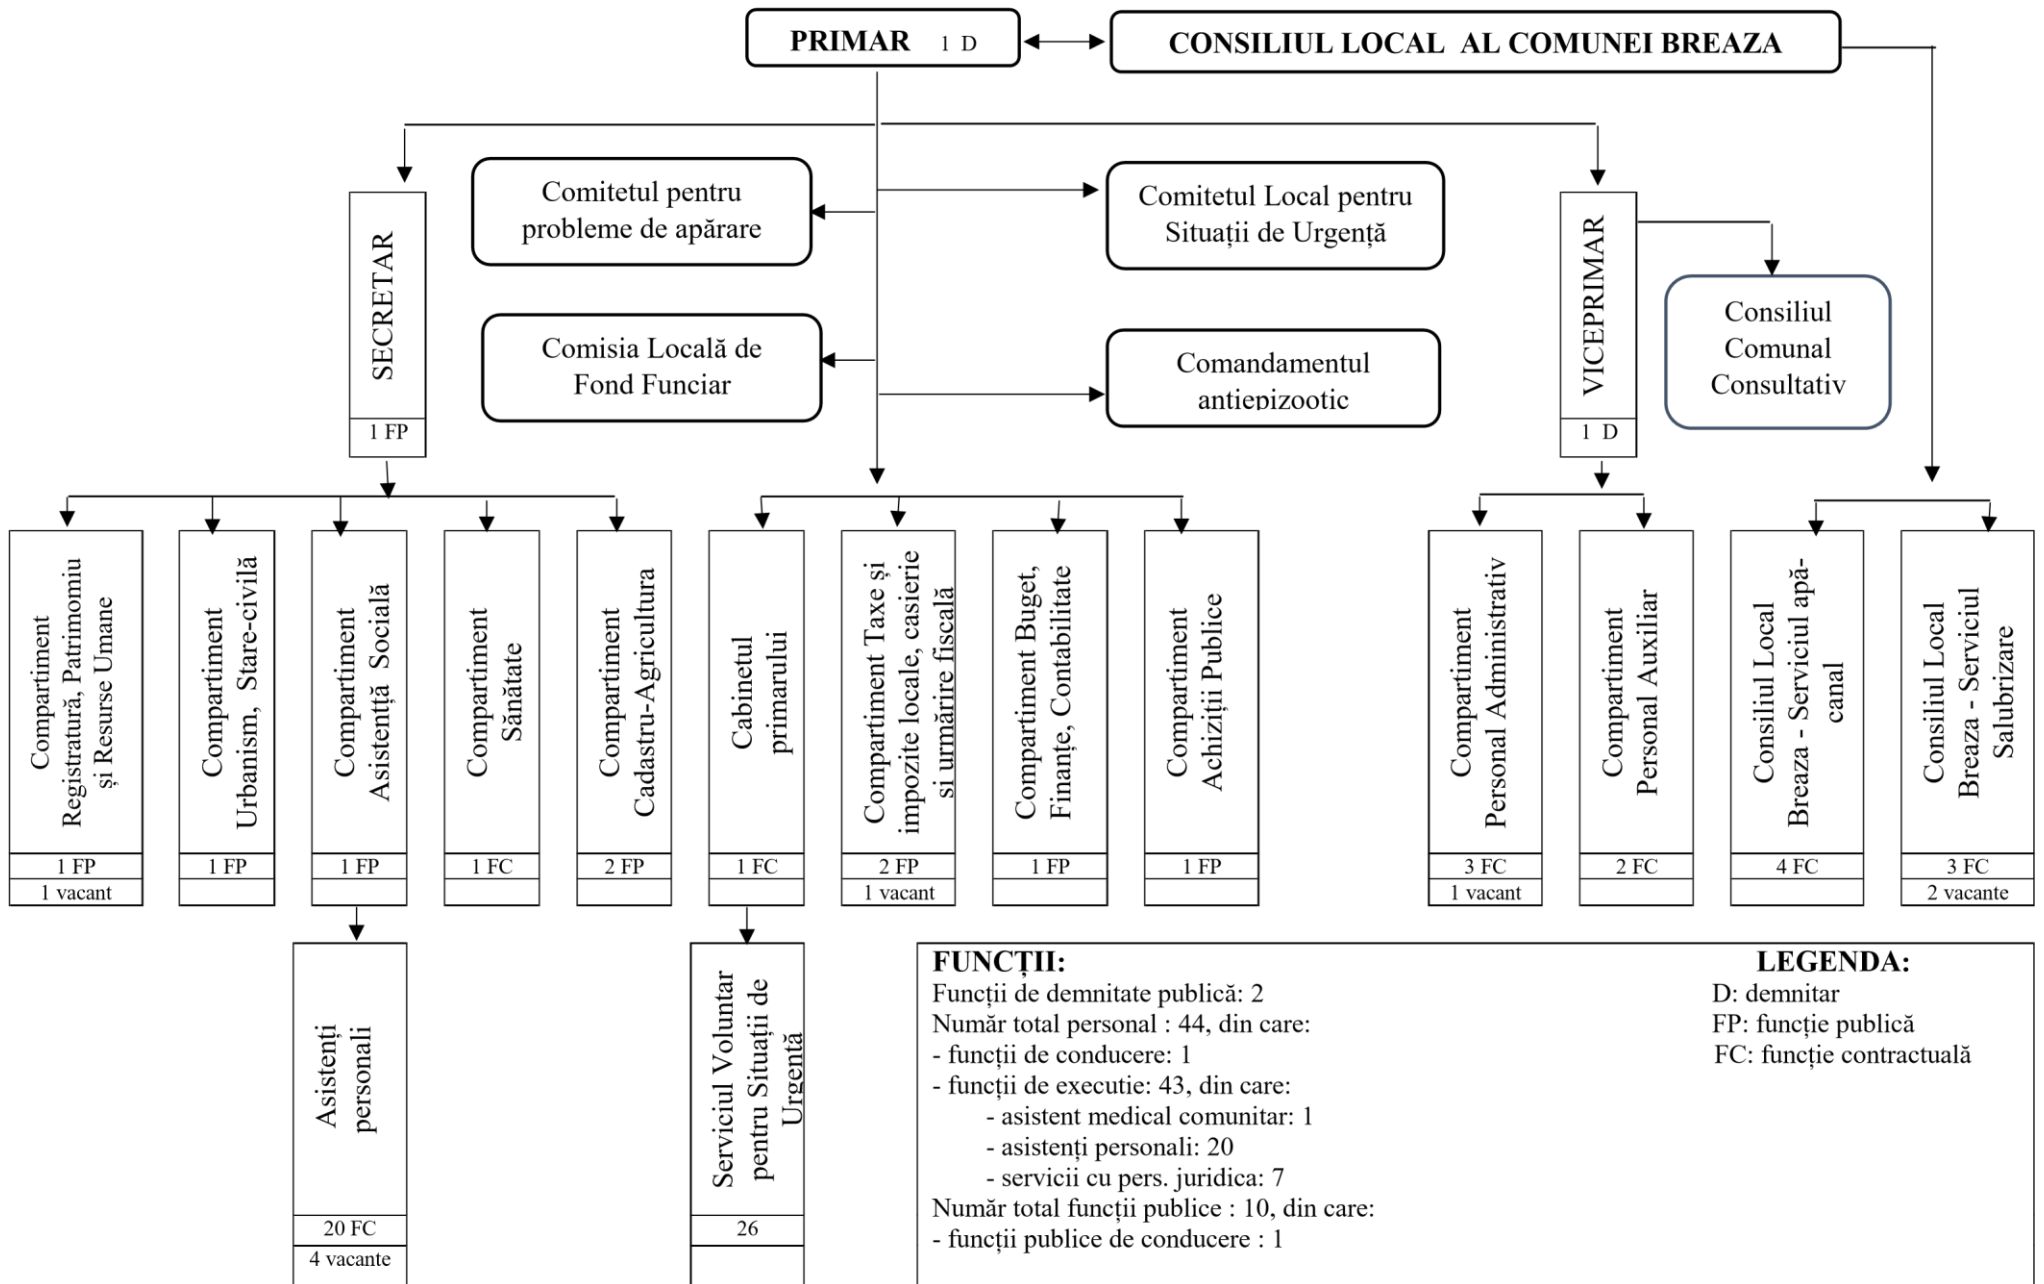 PRIMAR 1 D
CONSILIUL LOCAL AL COMUNEI BREAZA
SECRETAR
1 FP
Comitetul pentru
probleme de apărare
Comitetul Local pentru
Situații de Urgență
Comisia Locală de
Fond Funciar
Comandamentul
antiepizootic
VICEPRIMAR
1 D
Consiliul
Comunal
Consultativ
Compartiment
Registratură, Patrimomiu
și Resurse Umane
1 FP
1 vacant
Compartiment
Urbanism, Stare-civilă
1 FP
Compartiment
Asistență Socială
1 FP
Compartiment
Sănătate
1 FC
Compartiment
Cadastru-Agricultura
2 FP
Cabinetul
primarului
1 FC
Compartiment Taxe și
impozite locale, casierie
si urmărire fiscală
2 FP
1 vacant
Compartiment Buget,
Finanțe, Contabilitate
1 FP
Compartiment
Achiziții Publice
1 FP
Compartiment
Personal Administrativ
3 FC
1 vacant
Compartiment
Personal Auxiliar
2 FC
Consiliul Local
Breaza - Serviciul apă-
canal
4 FC
Consiliul Local
Breaza - Serviciul
Salubrizare
3 FC
2 vacante
Asistenți
personali
20 FC
4 vacante
Serviciul Voluntar
pentru Situații de
Urgență
26
FUNCȚII:
Funcții de demnitate publică: 2
Număr total personal : 44, din care:
- funcții de conducere: 1
- funcții de executie: 43, din care:
- asistent medical comunitar: 1
- asistenți personali: 20
- servicii cu pers. juridica: 7
Număr total funcții publice : 10, din care:
- funcții publice de conducere : 1
LEGENDA:
D: demnitar
FP: funcție publică
FC: funcție contractuală